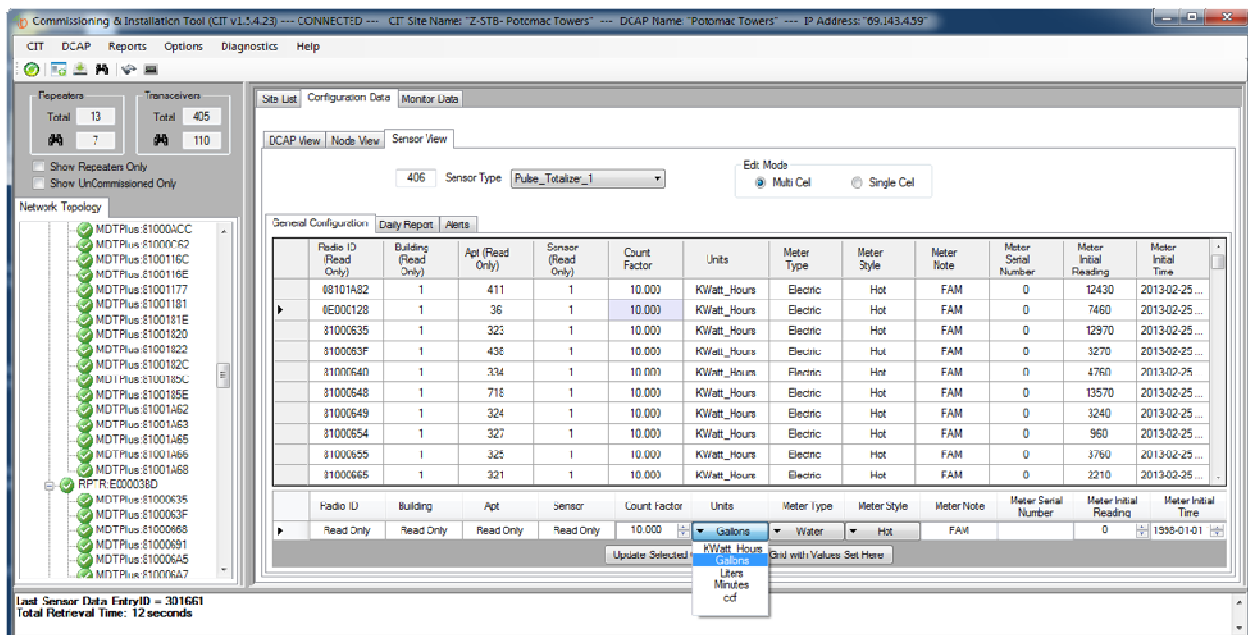 Commissioning & Installation Tool (CIT v1.5.4.23) --- CONNECTED --- CIT Site Name: "Z-STB- Potomac Towers" --- DCAP Name: "Potomac Towers" --- IP Address: "69.143.4.59"
CIT DCAP Reports Options Diagnostics Help
Repeaters Transceivers
Total 13 Total 405
7 110
Show Repeaters Only
Show UnCommissioned Only
Network Topology
MDTPlus:81000ACC
MDTPlus:81000C62
MDTPlus:8100116C
MDTPlus:8100116E
MDTPlus:81001177
MDTPlus:81001181
MDTPlus:8100181E
MDTPlus:81001820
MDTPlus:81001822
MDTPlus:8100182C
MDTPlus:8100185C
MDTPlus:8100185E
MDTPlus:81001A62
MDTPlus:81001A63
MDTPlus:81001A65
MDTPlus:81001A66
MDTPlus:81001A68
RPTR:E00003BD
MDTPlus:81000635
MDTPlus:8100063F
MDTPlus:81000668
MDTPlus:81000691
MDTPlus:810006A5
MDTPlus:810006A7
Site List Configuration Data Monitor Data
DCAP View Node View Sensor View
406 Sensor Type Pulse_Totalizer_1
Edit Mode
Multi Cel Single Cel
General Configuration Daily Report Alerts
Radio ID (Read Only) Building (Read Only) Apt (Read Only) Sensor (Read Only) Count Factor Units Meter Type Meter Style Meter Note Meter Serial Number Meter Initial Reading Meter Initial Time
08101A82 1 411 1 10.000 KWatt_Hours Electric Hot FAM 0 12430 2013-02-25 ...
0E000128 1 36 1 10.000 KWatt_Hours Electric Hot FAM 0 7460 2013-02-25 ...
81000635 1 323 1 10.000 KWatt_Hours Electric Hot FAM 0 12970 2013-02-25 ...
8100063F 1 438 1 10.000 KWatt_Hours Electric Hot FAM 0 3270 2013-02-25 ...
81000640 1 334 1 10.000 KWatt_Hours Electric Hot FAM 0 4760 2013-02-25 ...
81000648 1 718 1 10.000 KWatt_Hours Electric Hot FAM 0 13570 2013-02-25 ...
81000649 1 324 1 10.000 KWatt_Hours Electric Hot FAM 0 3240 2013-02-25 ...
81000654 1 327 1 10.000 KWatt_Hours Electric Hot FAM 0 960 2013-02-25 ...
81000655 1 325 1 10.000 KWatt_Hours Electric Hot FAM 0 3760 2013-02-25 ...
81000665 1 321 1 10.000 KWatt_Hours Electric Hot FAM 0 2210 2013-02-25 ...
Radio ID Building Apt Sensor Count Factor Units Meter Type Meter Style Meter Note Meter Serial Number Meter Initial Reading Meter Initial Time
Read Only Read Only Read Only Read Only 10.000 Gallons Water Hot FAM 0 1998-01-01
Update Selected Grid with Values Set Here
KWatt_Hours
Gallons
Liters
Minutes
ccf
Last Sensor Data EntryID = 301661
Total Retrieval Time: 12 seconds